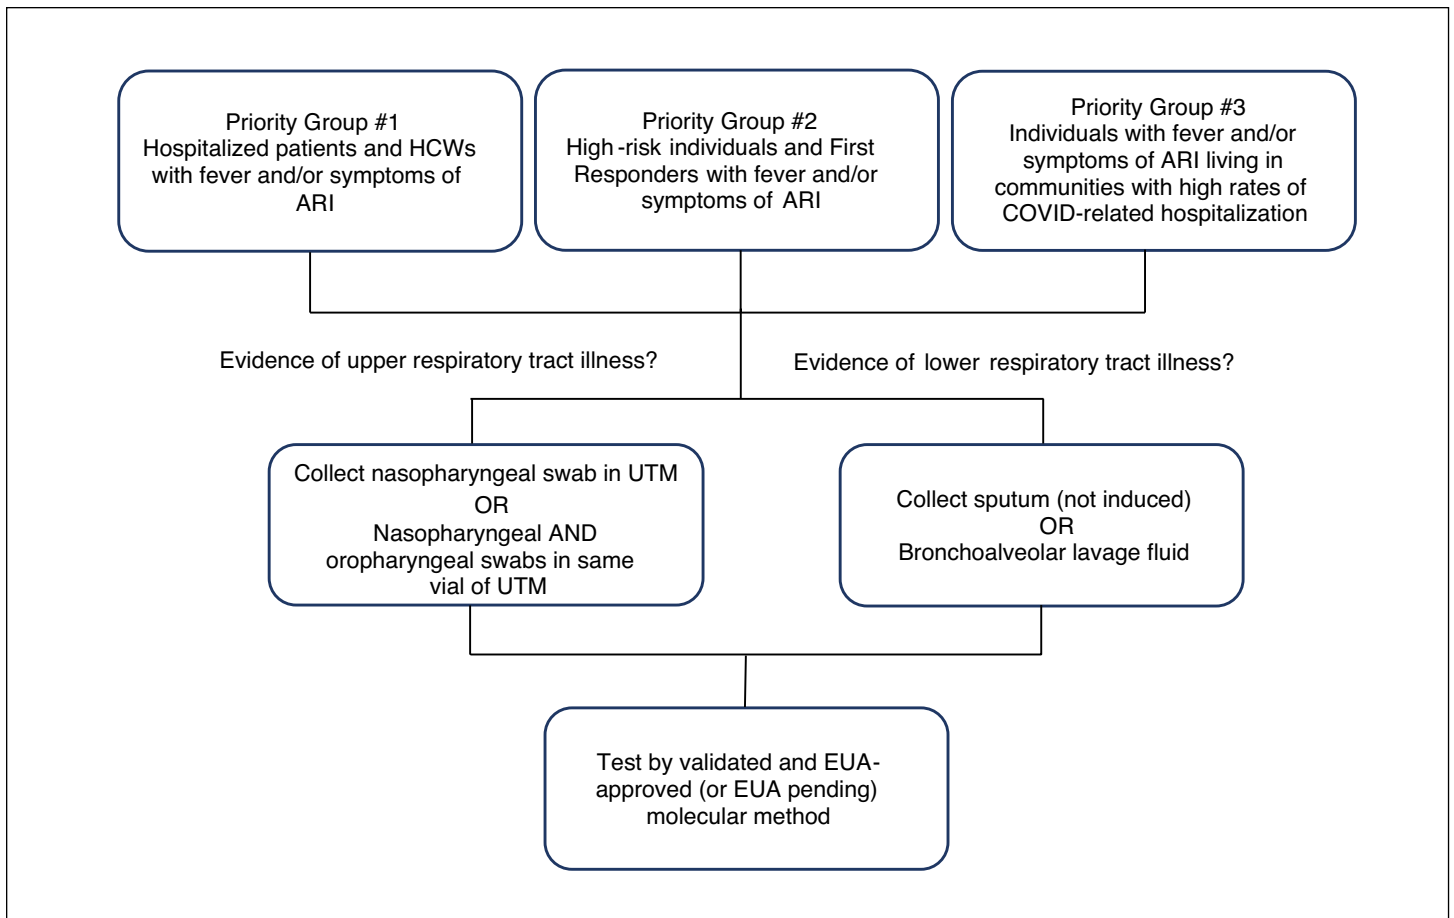 Priority Group #1
Hospitalized patients and HCWs
with fever and/or symptoms of
ARI
Priority Group #2
High-risk individuals and First
Responders with fever and/or
symptoms of ARI
Priority Group #3
Individuals with fever and/or
symptoms of ARI living in
communities with high rates of
COVID-related hospitalization
Evidence of upper respiratory tract illness?
Evidence of lower respiratory tract illness?
Collect nasopharyngeal swab in UTM
OR
Nasopharyngeal AND
oropharyngeal swabs in same
vial of UTM
Collect sputum (not induced)
OR
Bronchoalveolar lavage fluid
Test by validated and EUA-
approved (or EUA pending)
molecular method